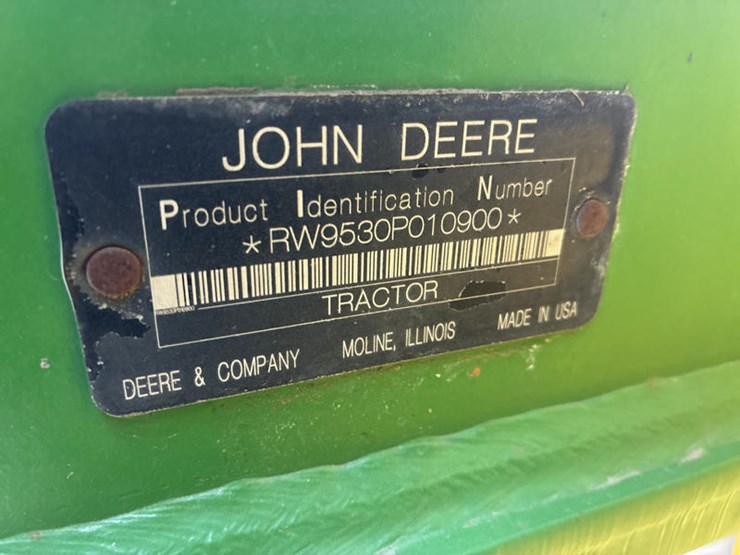 JOHN DEERE
Product Identification Number
*RW9530P010900*
TRACTOR
DEERE & COMPANY MOLINE, ILLINOIS MADE IN USA